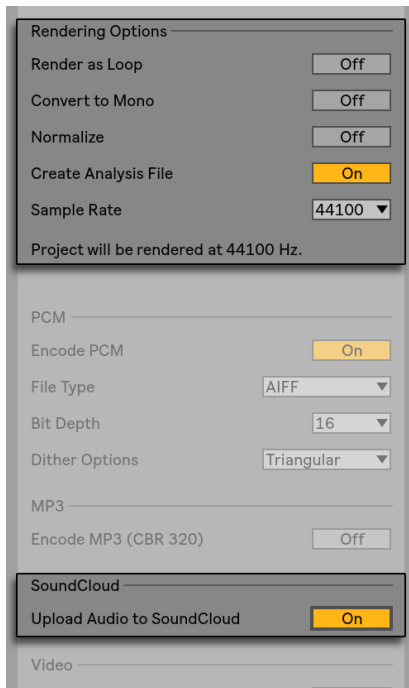 Rendering Options
Render as Loop Off
Convert to Mono Off
Normalize Off
Create Analysis File On
Sample Rate 44100
Project will be rendered at 44100 Hz.
PCM
Encode PCM On
File Type AIFF
Bit Depth 16
Dither Options Triangular
MP3
Encode MP3 (CBR 320) Off
SoundCloud
Upload Audio to SoundCloud On
Video